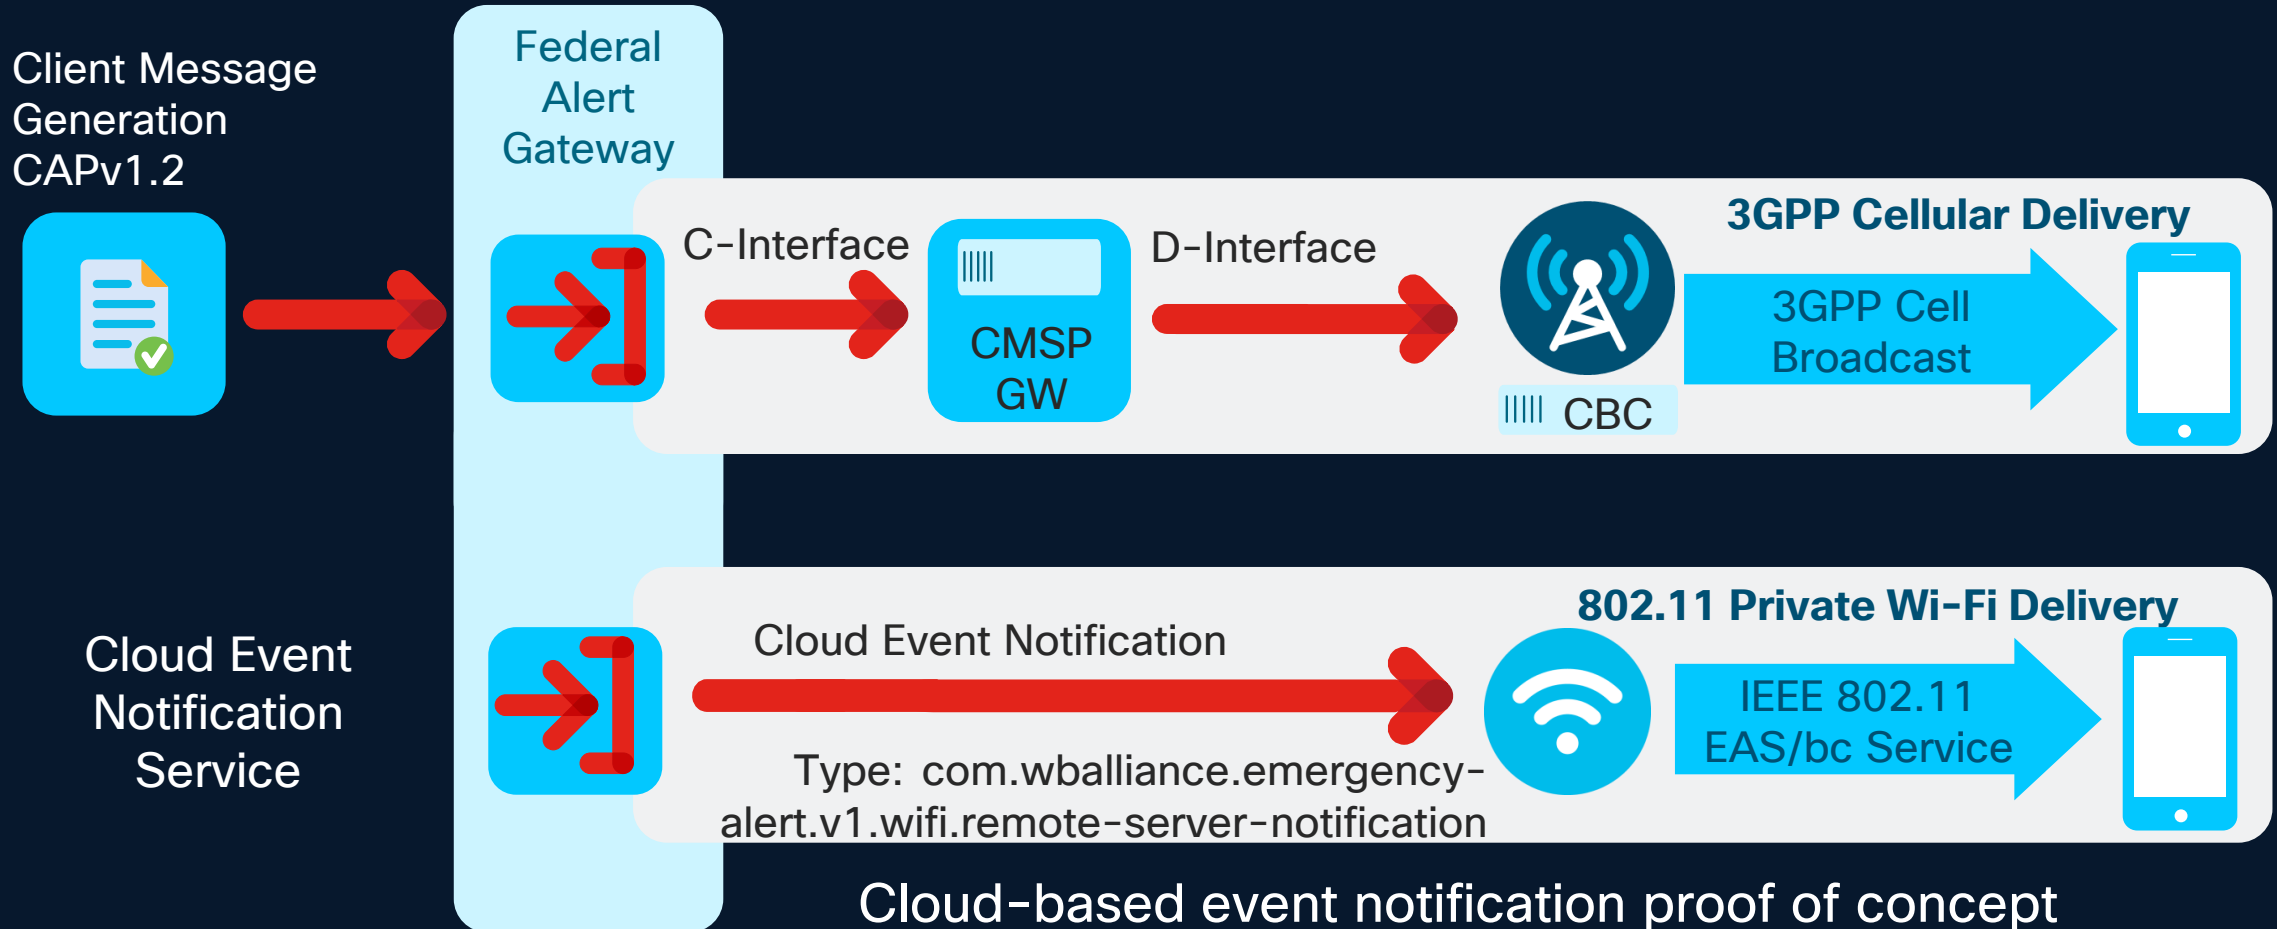 Client Message
Generation
CAPv1.2
Federal
Alert
Gateway
C-Interface
CMSP
GW
D-Interface
CBC
3GPP Cellular Delivery
3GPP Cell
Broadcast
Cloud Event
Notification
Service
Cloud Event Notification
Type: com.wballiance.emergency-
alert.v1.wifi.remote-server-notification
802.11 Private Wi-Fi Delivery
IEEE 802.11
EAS/bc Service
Cloud-based event notification proof of concept